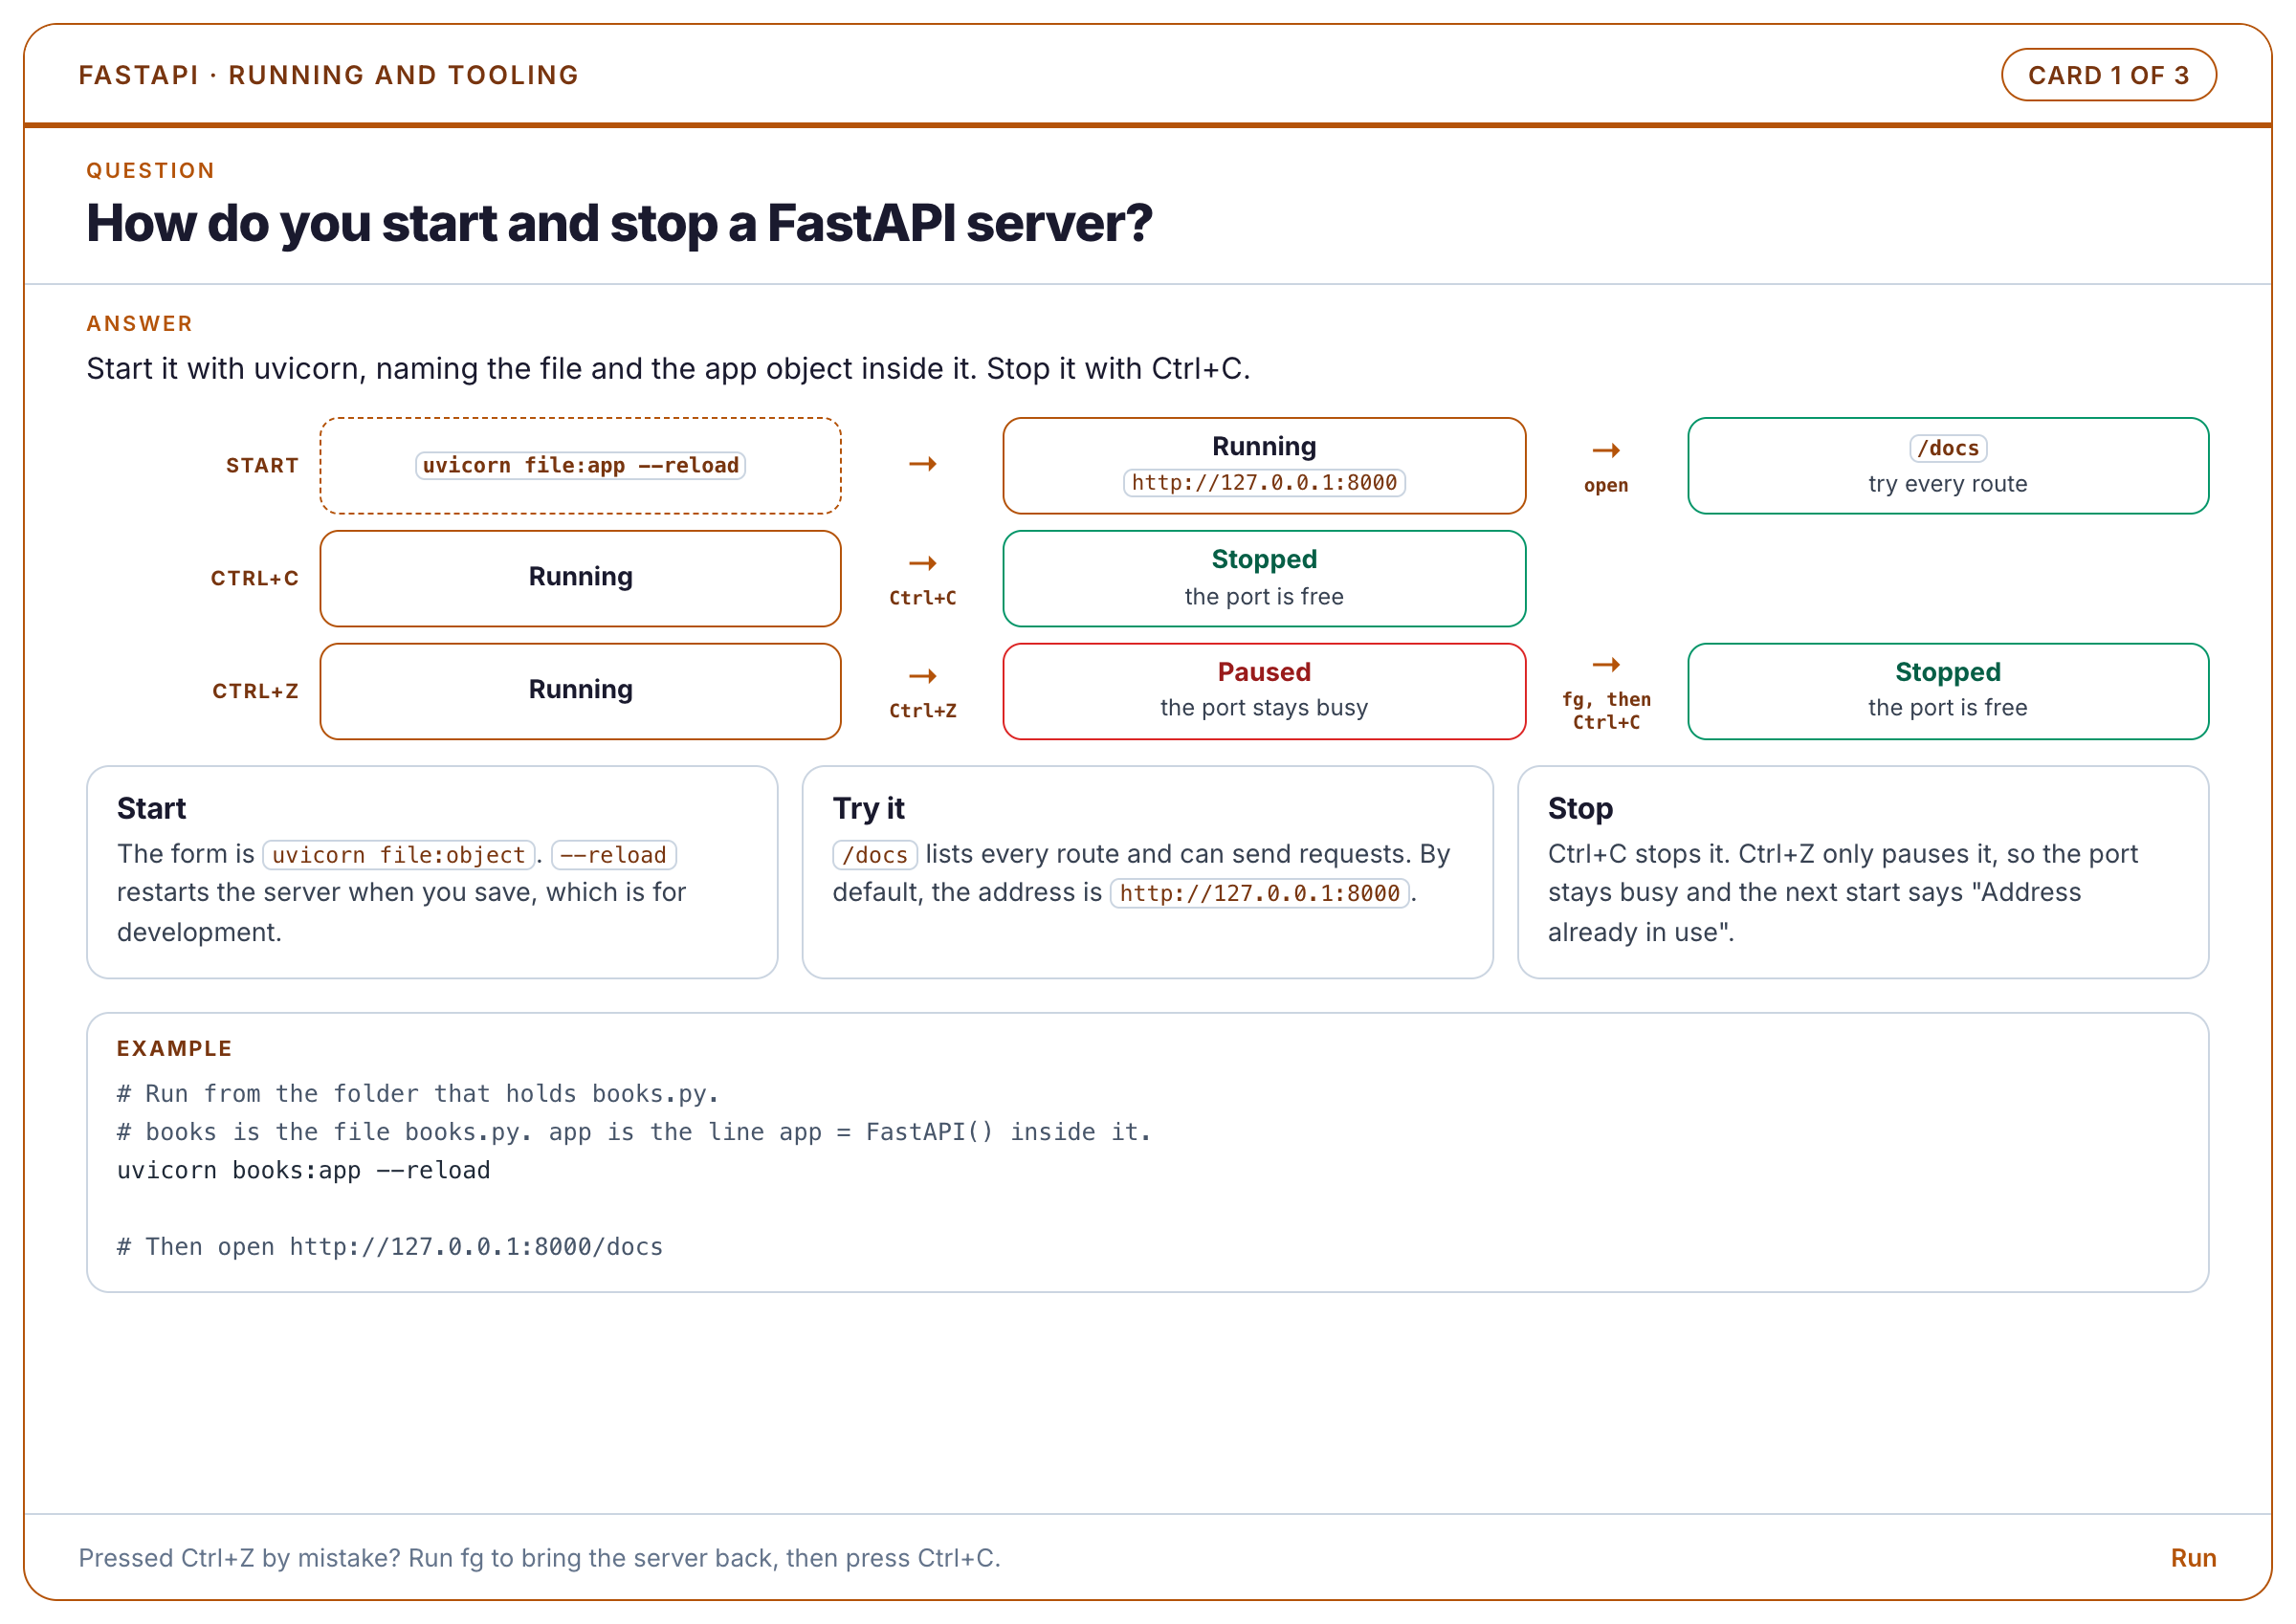 FASTAPI · RUNNING AND TOOLING
CARD 1 OF 3
QUESTION
How do you start and stop a FastAPI server?
ANSWER
Start it with uvicorn, naming the file and the app object inside it. Stop it with Ctrl+C.
START
uvicorn file:app --reload
→
Running
http://127.0.0.1:8000
→
open
/docs
try every route
CTRL+C
Running
→
Ctrl+C
Stopped
the port is free
CTRL+Z
Running
→
Ctrl+Z
Paused
the port stays busy
→
fg, then
Ctrl+C
Stopped
the port is free
Start
The form is uvicorn file:object. --reload
restarts the server when you save, which is for
development.
Try it
/docs lists every route and can send requests. By
default, the address is http://127.0.0.1:8000.
Stop
Ctrl+C stops it. Ctrl+Z only pauses it, so the port
stays busy and the next start says "Address
already in use".
EXAMPLE
# Run from the folder that holds books.py.
# books is the file books.py. app is the line app = FastAPI() inside it.
uvicorn books:app --reload
# Then open http://127.0.0.1:8000/docs
Pressed Ctrl+Z by mistake? Run fg to bring the server back, then press Ctrl+C.
Run